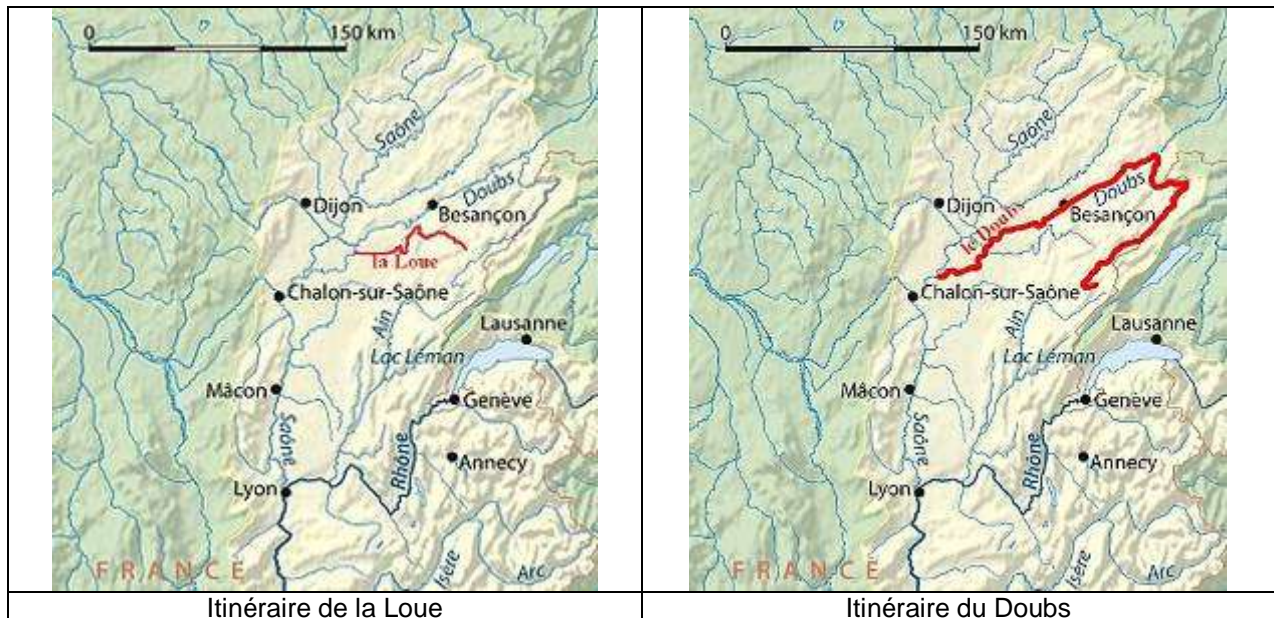 0 150 km
Saône
Doubs
Dijon
Besançon
la Loue
Chalon-sur-Saône
Ain
Lausanne
Lac Léman
Mâcon
Genève
Saône
Rhône
Annecy
Lyon
Isère
Arc
FRANCE
Itinéraire de la Loue
0 150 km
Saône
Doubs
Dijon
Besançon
le Doubs
Chalon-sur-Saône
Ain
Lausanne
Lac Léman
Mâcon
Genève
Saône
Rhône
Annecy
Lyon
Isère
Arc
FRANCE
Itinéraire du Doubs